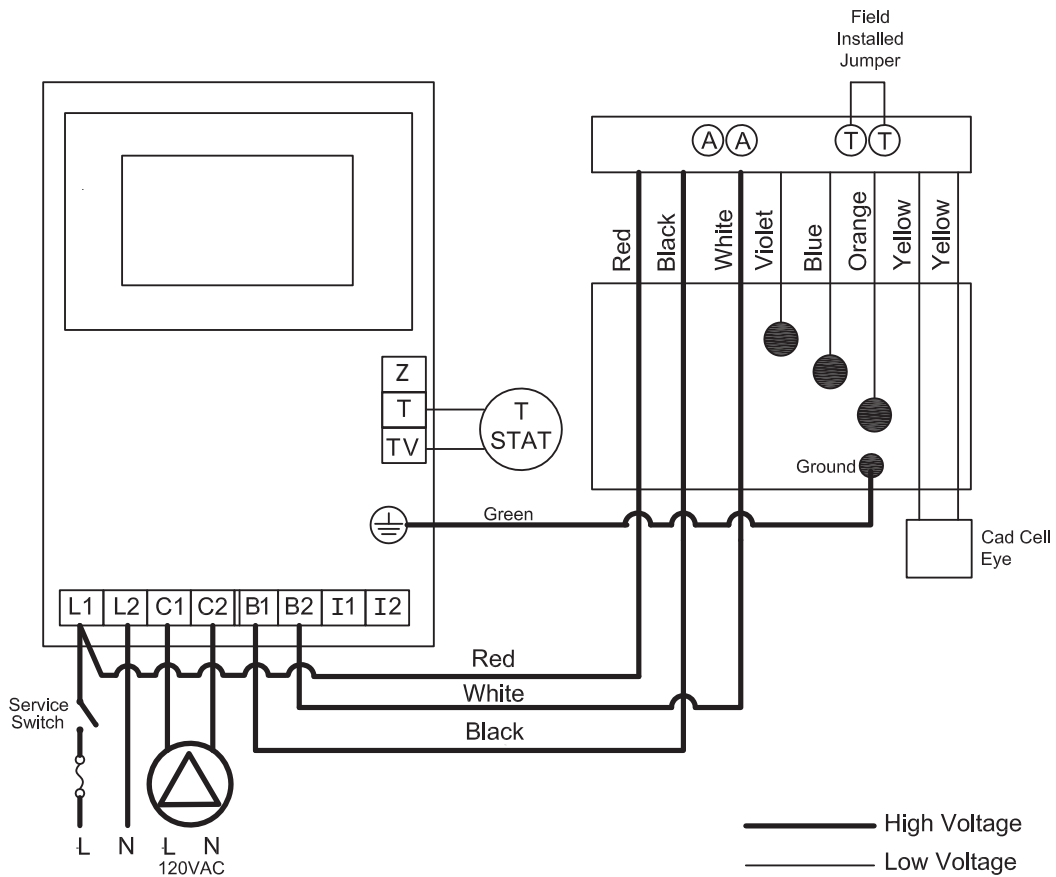 Field
Installed
Jumper
A A T T
Red
Black
White
Violet
Blue
Orange
Yellow
Yellow
Z
T
TV
T
STAT
Ground
Green
Cad Cell
Eye
L1 L2 C1 C2 B1 B2 I1 I2
Red
White
Black
Service
Switch
L N L N
120VAC
High Voltage
Low Voltage